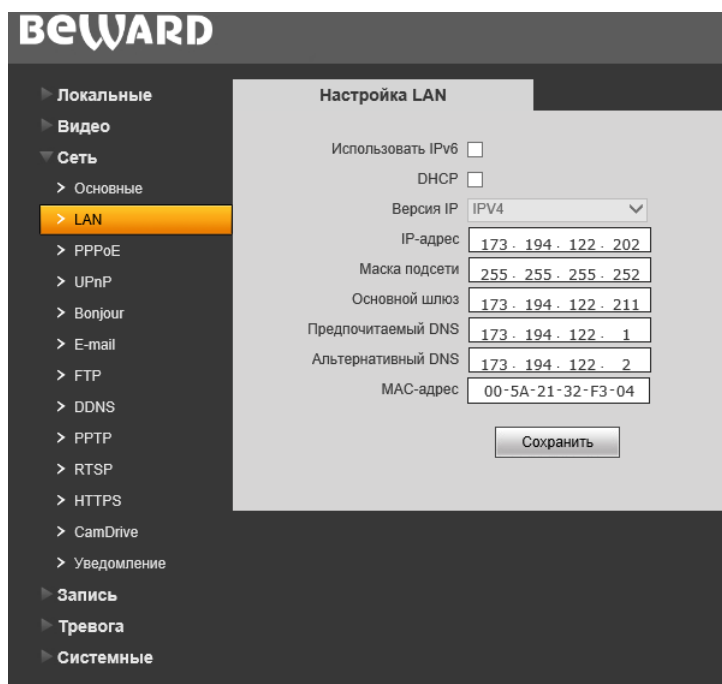 BEWARD
Локальные
Видео
Сеть
Основные
LAN
PPPoE
UPnP
Bonjour
E-mail
FTP
DDNS
PPTP
RTSP
HTTPS
CamDrive
Уведомление
Запись
Тревога
Системные
Настройка LAN
Использовать IPv6
DHCP
Версия IP IPV4
IP-адрес 173 . 194 . 122 . 202
Маска подсети 255 . 255 . 255 . 252
Основной шлюз 173 . 194 . 122 . 211
Предпочитаемый DNS 173 . 194 . 122 . 1
Альтернативный DNS 173 . 194 . 122 . 2
MAC-адрес 00-5A-21-32-F3-04
Сохранить